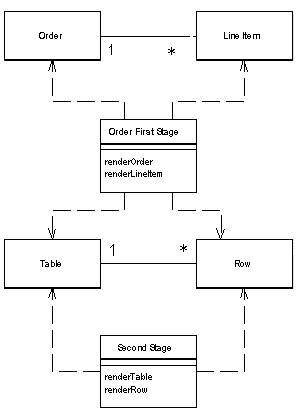 Order
Line Item
1
*
Order First Stage
renderOrder
renderLineItem
1
*
Table
Row
Second Stage
renderTable
renderRow